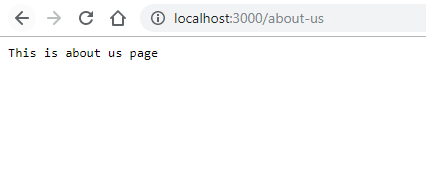 localhost:3000/about-us
This is about us page